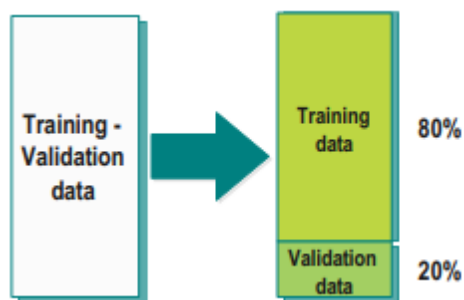 Training -
Validation
data
Training
data
80%
Validation
data
20%